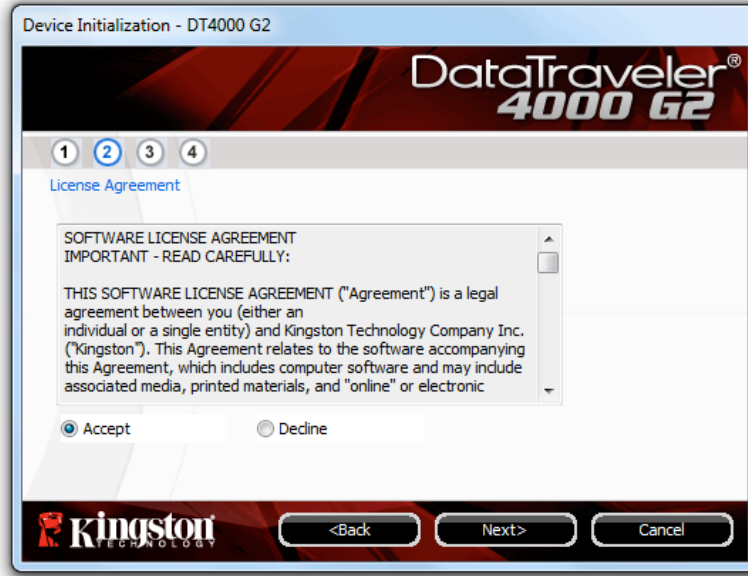 Device Initialization - DT4000 G2
DataTraveler®
4000 G2
1 2 3 4
License Agreement
SOFTWARE LICENSE AGREEMENT
IMPORTANT - READ CAREFULLY:
THIS SOFTWARE LICENSE AGREEMENT ("Agreement") is a legal
agreement between you (either an
individual or a single entity) and Kingston Technology Company Inc.
("Kingston"). This Agreement relates to the software accompanying
this Agreement, which includes computer software and may include
associated media, printed materials, and "online" or electronic
Accept Decline
Kingston
TECHNOLOGY
<Back Next> Cancel